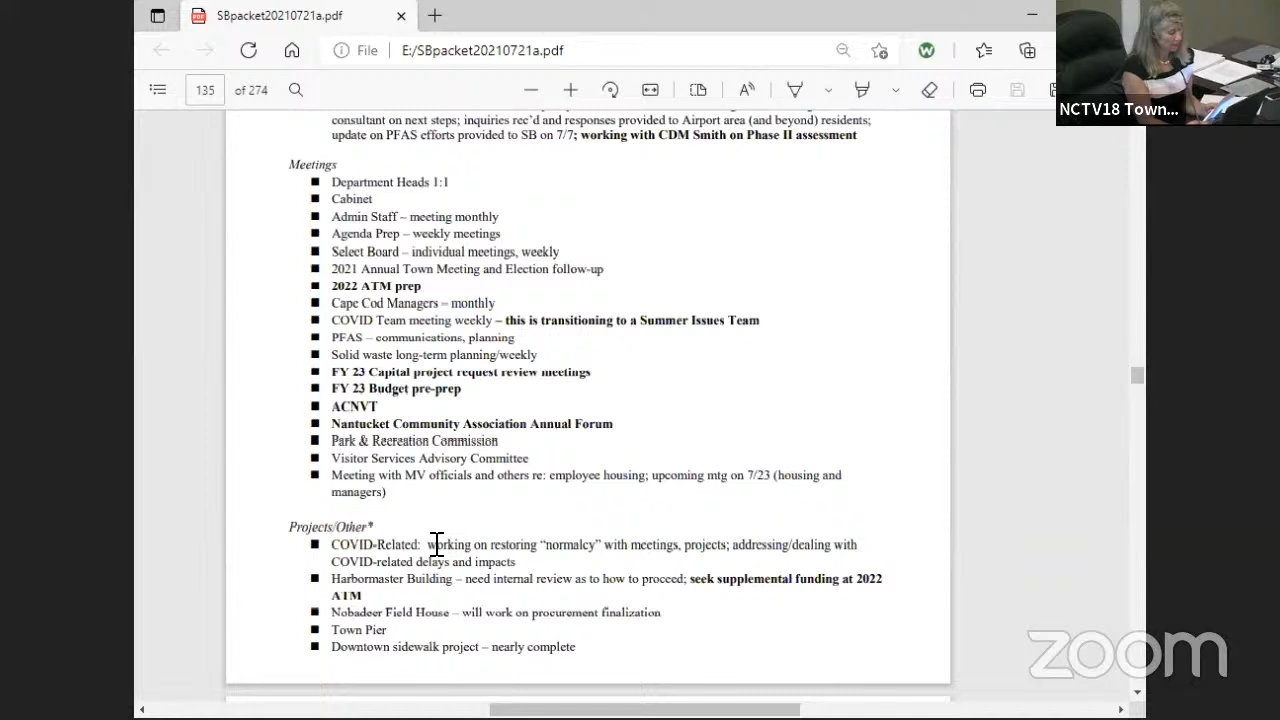 SBpacket20210721a.pdf
File
E:/SBpacket20210721a.pdf
135
of 274
NCTV18 Town...
consultant on next steps; inquiries rec'd and responses provided to Airport area (and beyond) residents;
update on PFAS efforts provided to SB on 7/7; working with CDM Smith on Phase II assessment
Meetings
Department Heads 1:1
Cabinet
Admin Staff – meeting monthly
Agenda Prep – weekly meetings
Select Board – individual meetings, weekly
2021 Annual Town Meeting and Election follow-up
2022 ATM prep
Cape Cod Managers – monthly
COVID Team meeting weekly – this is transitioning to a Summer Issues Team
PFAS – communications, planning
Solid waste long-term planning/weekly
FY 23 Capital project request review meetings
FY 23 Budget pre-prep
ACNVT
Nantucket Community Association Annual Forum
Park & Recreation Commission
Visitor Services Advisory Committee
Meeting with MV officials and others re: employee housing; upcoming mtg on 7/23 (housing and
managers)
Projects/Other*
COVID-Related: working on restoring “normalcy” with meetings, projects; addressing/dealing with
COVID-related delays and impacts
Harbormaster Building – need internal review as to how to proceed; seek supplemental funding at 2022
ATM
Nobadeer Field House – will work on procurement finalization
Town Pier
Downtown sidewalk project – nearly complete
zoom